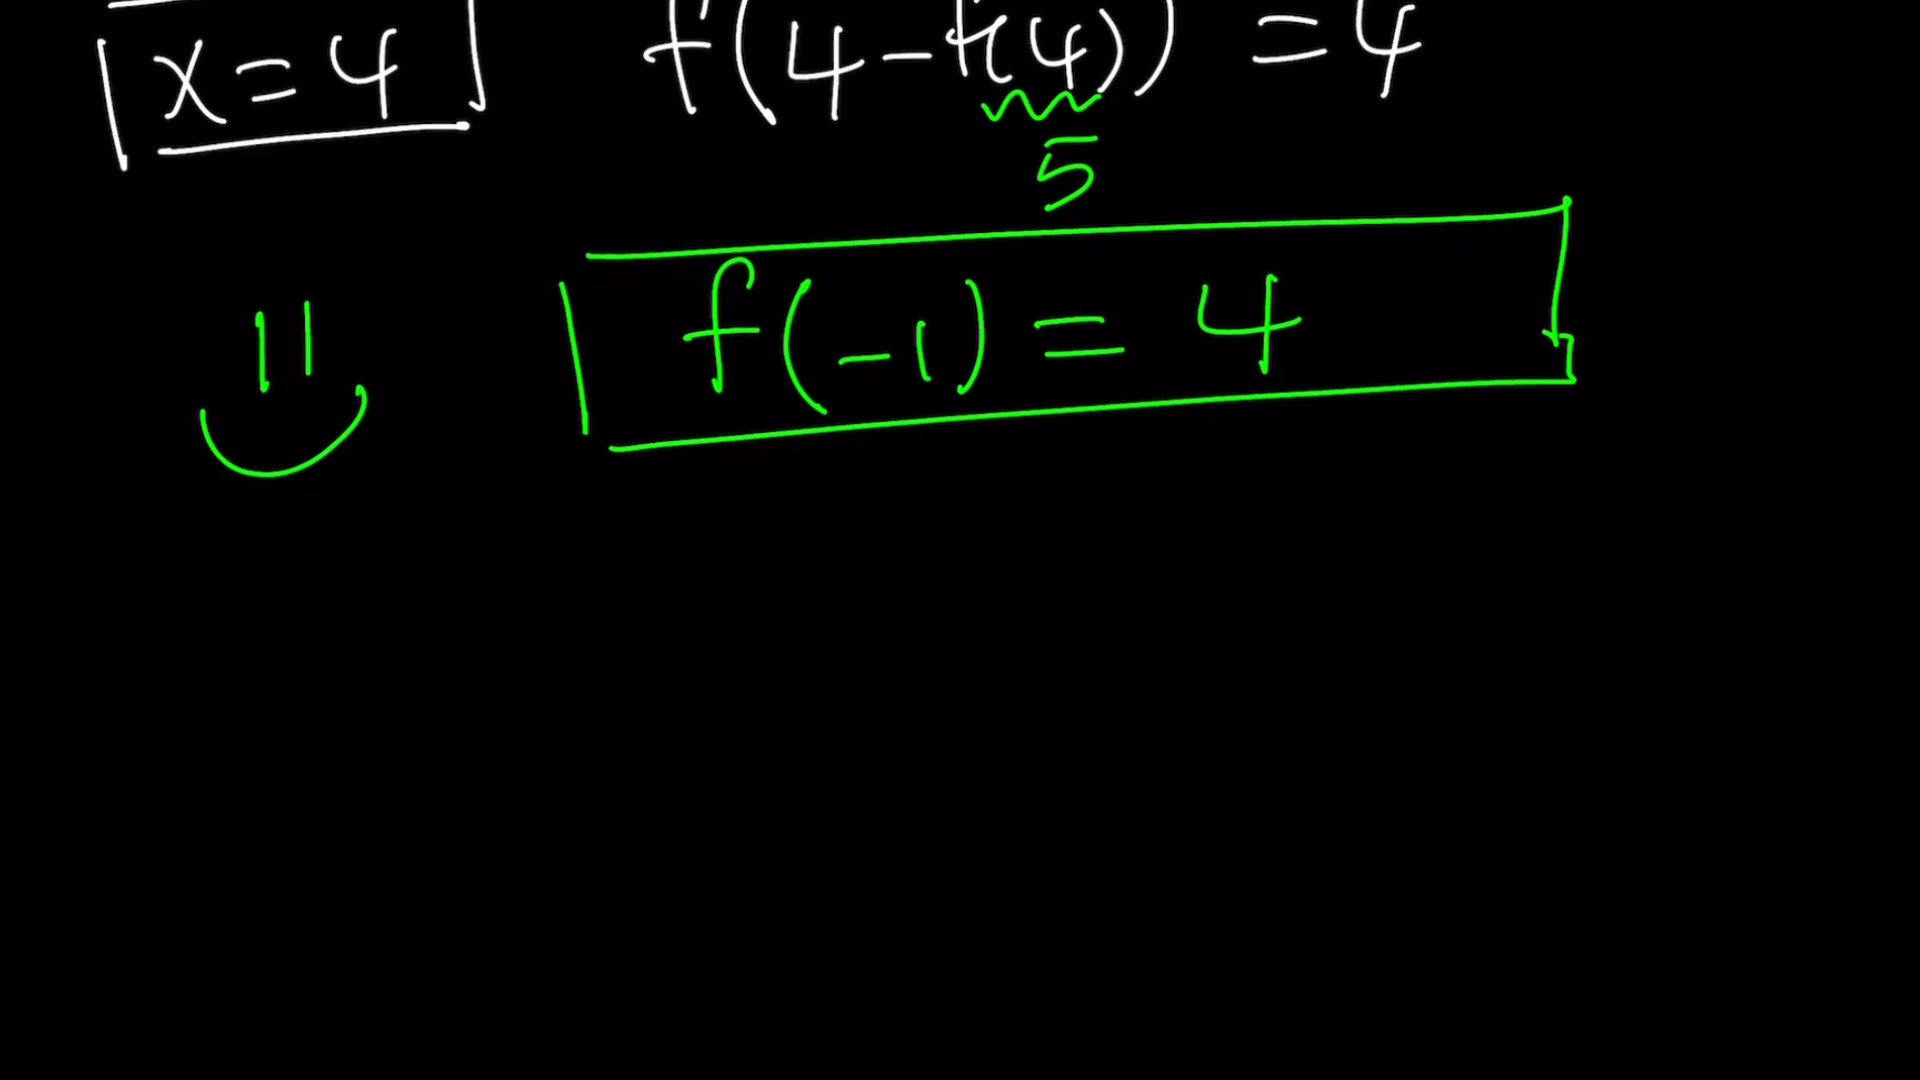 x = 4 f(4 - f(4)) = 4
5
f(-1) = 4